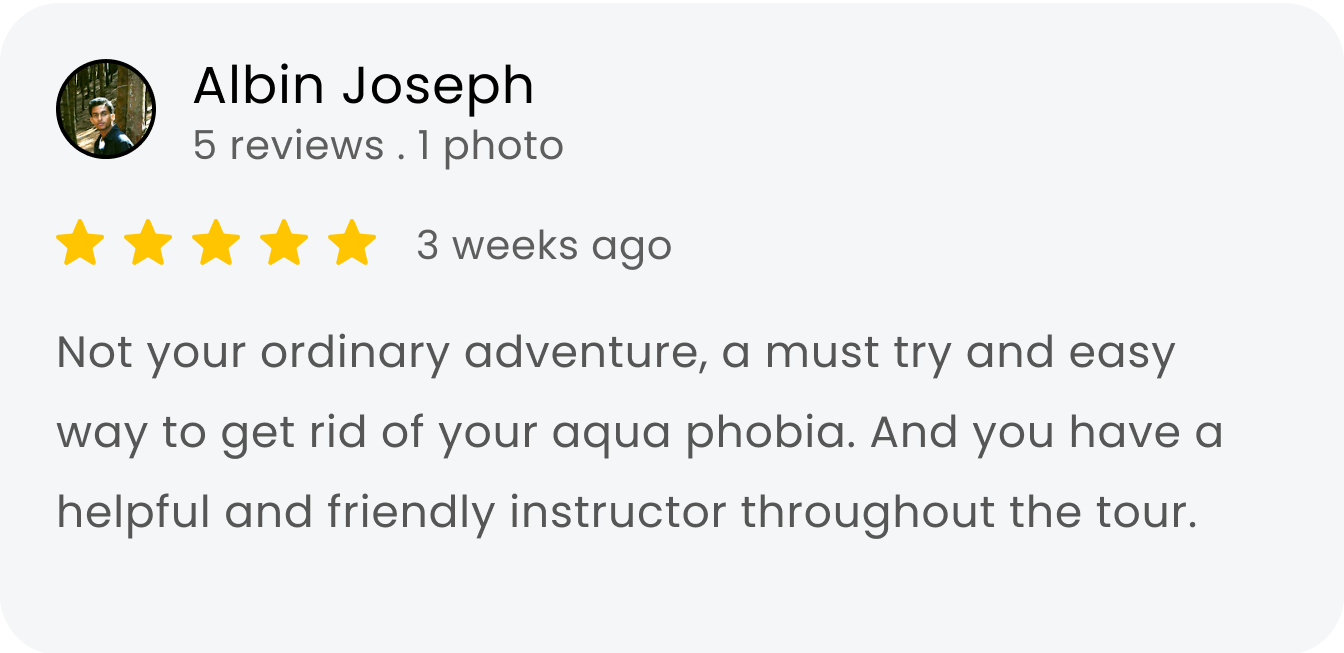 Albin Joseph
5 reviews . 1 photo
3 weeks ago
Not your ordinary adventure, a must try and easy
way to get rid of your aqua phobia. And you have a
helpful and friendly instructor throughout the tour.